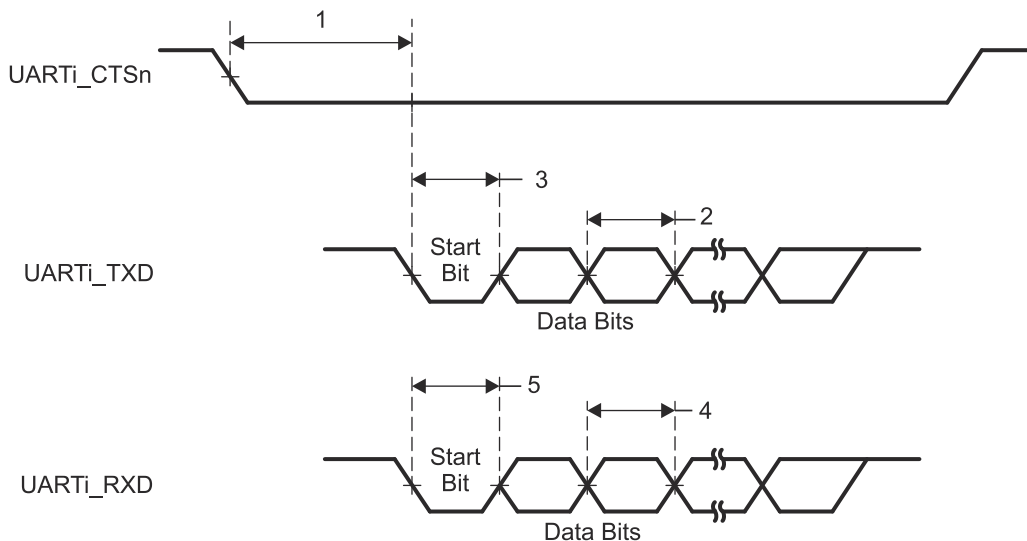 1
UARTi_CTSn
3
2
Start
Bit
UARTi_TXD
Data Bits
5
4
Start
Bit
UARTi_RXD
Data Bits